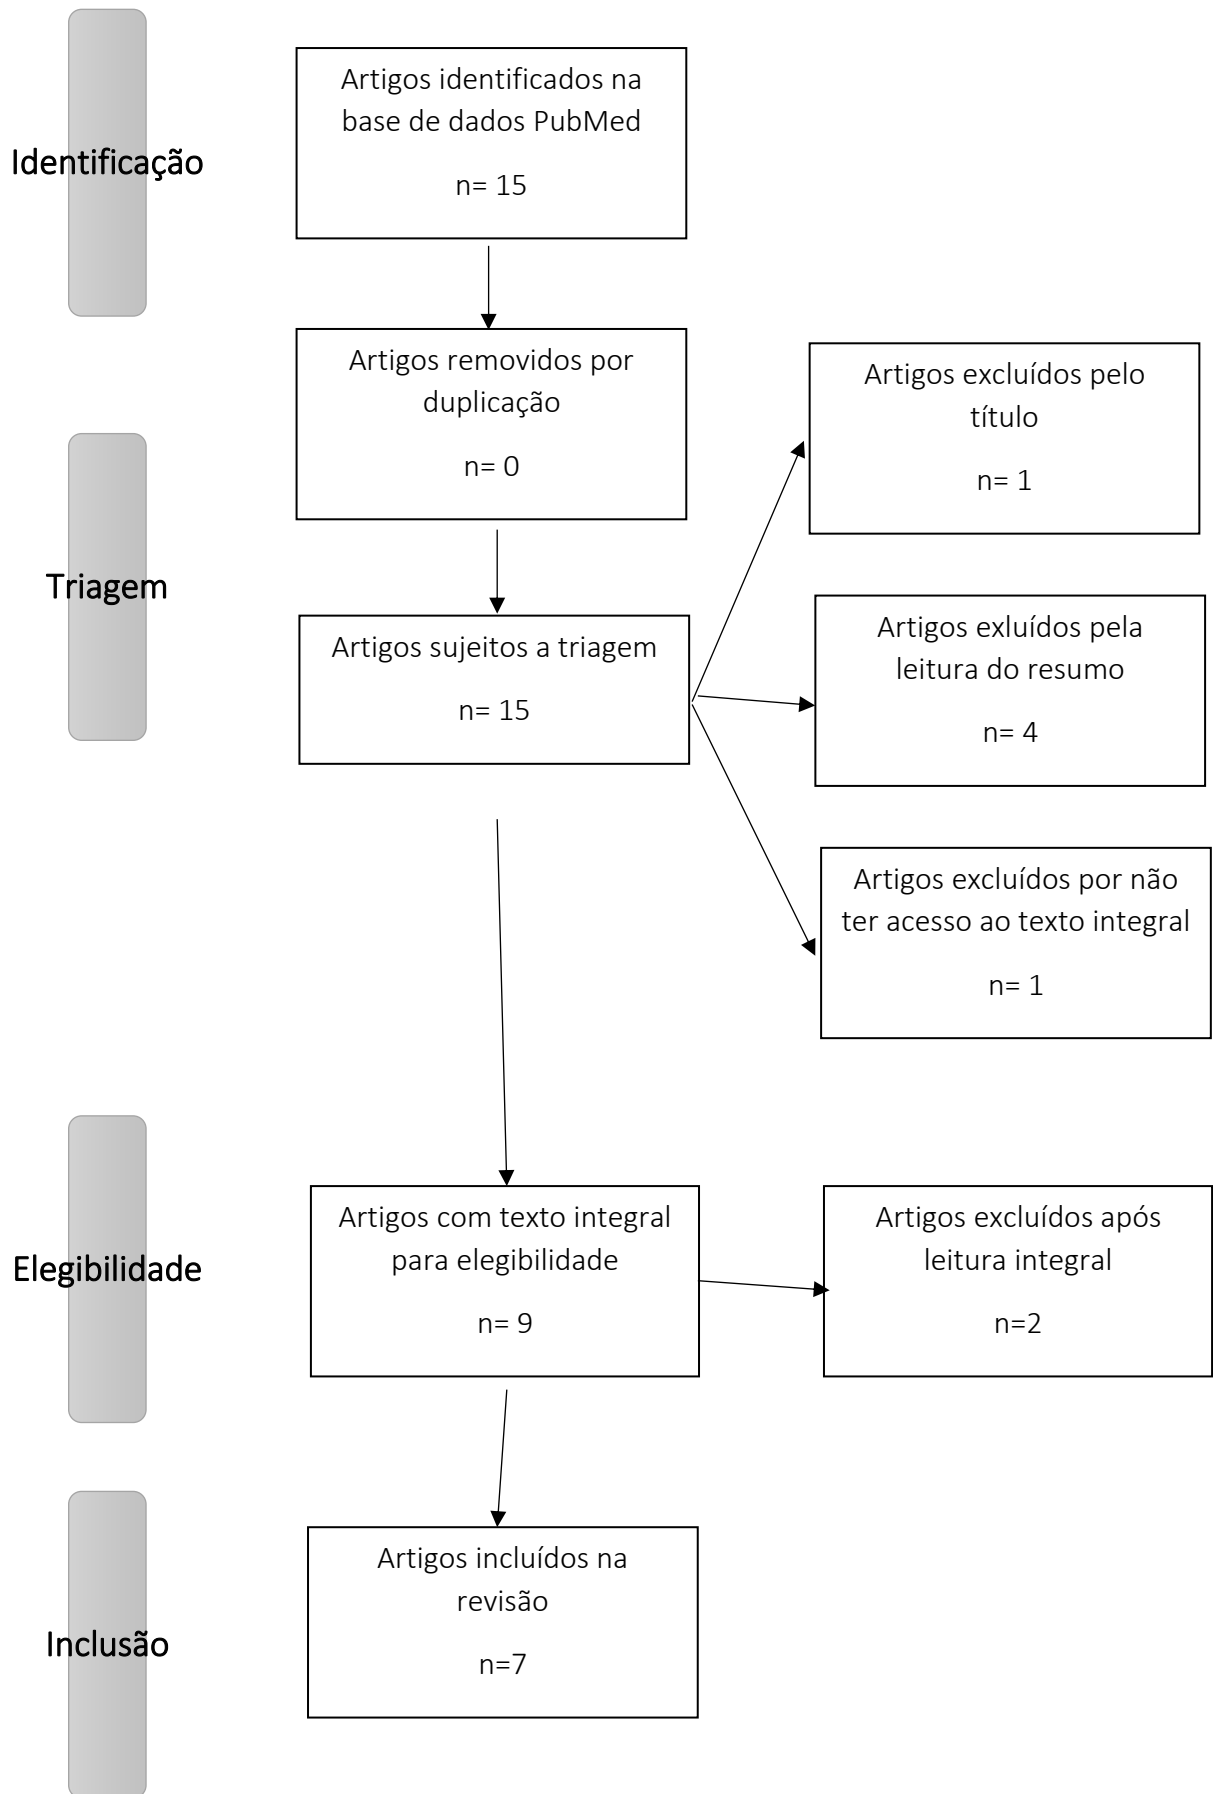 Identificação
Artigos identificados na
base de dados PubMed
n= 15
Artigos removidos por
duplicação
n= 0
Triagem
Artigos sujeitos a triagem
n= 15
Artigos excluídos pelo
título
n= 1
Artigos exluídos pela
leitura do resumo
n= 4
Artigos excluídos por não
ter acesso ao texto integral
n= 1
Elegibilidade
Artigos com texto integral
para elegibilidade
n= 9
Artigos excluídos após
leitura integral
n=2
Inclusão
Artigos incluídos na
revisão
n=7